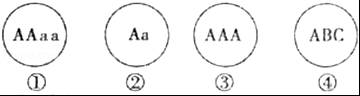 AAaa Aa AAA ABC
① ② ③ ④